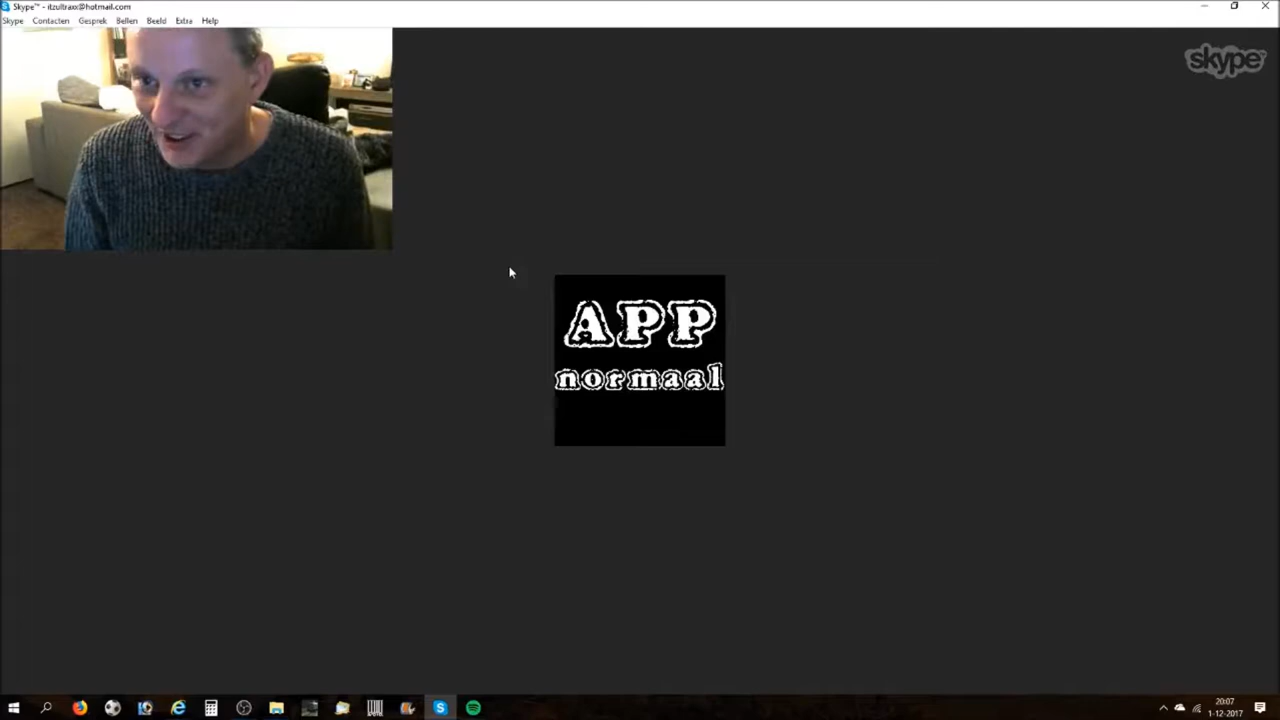 Skype™ - itzultraxx@hotmail.com
Skype Contacten Gesprek Bellen Beeld Extra Help
skype
APP
normaal
20:07
1-12-2017